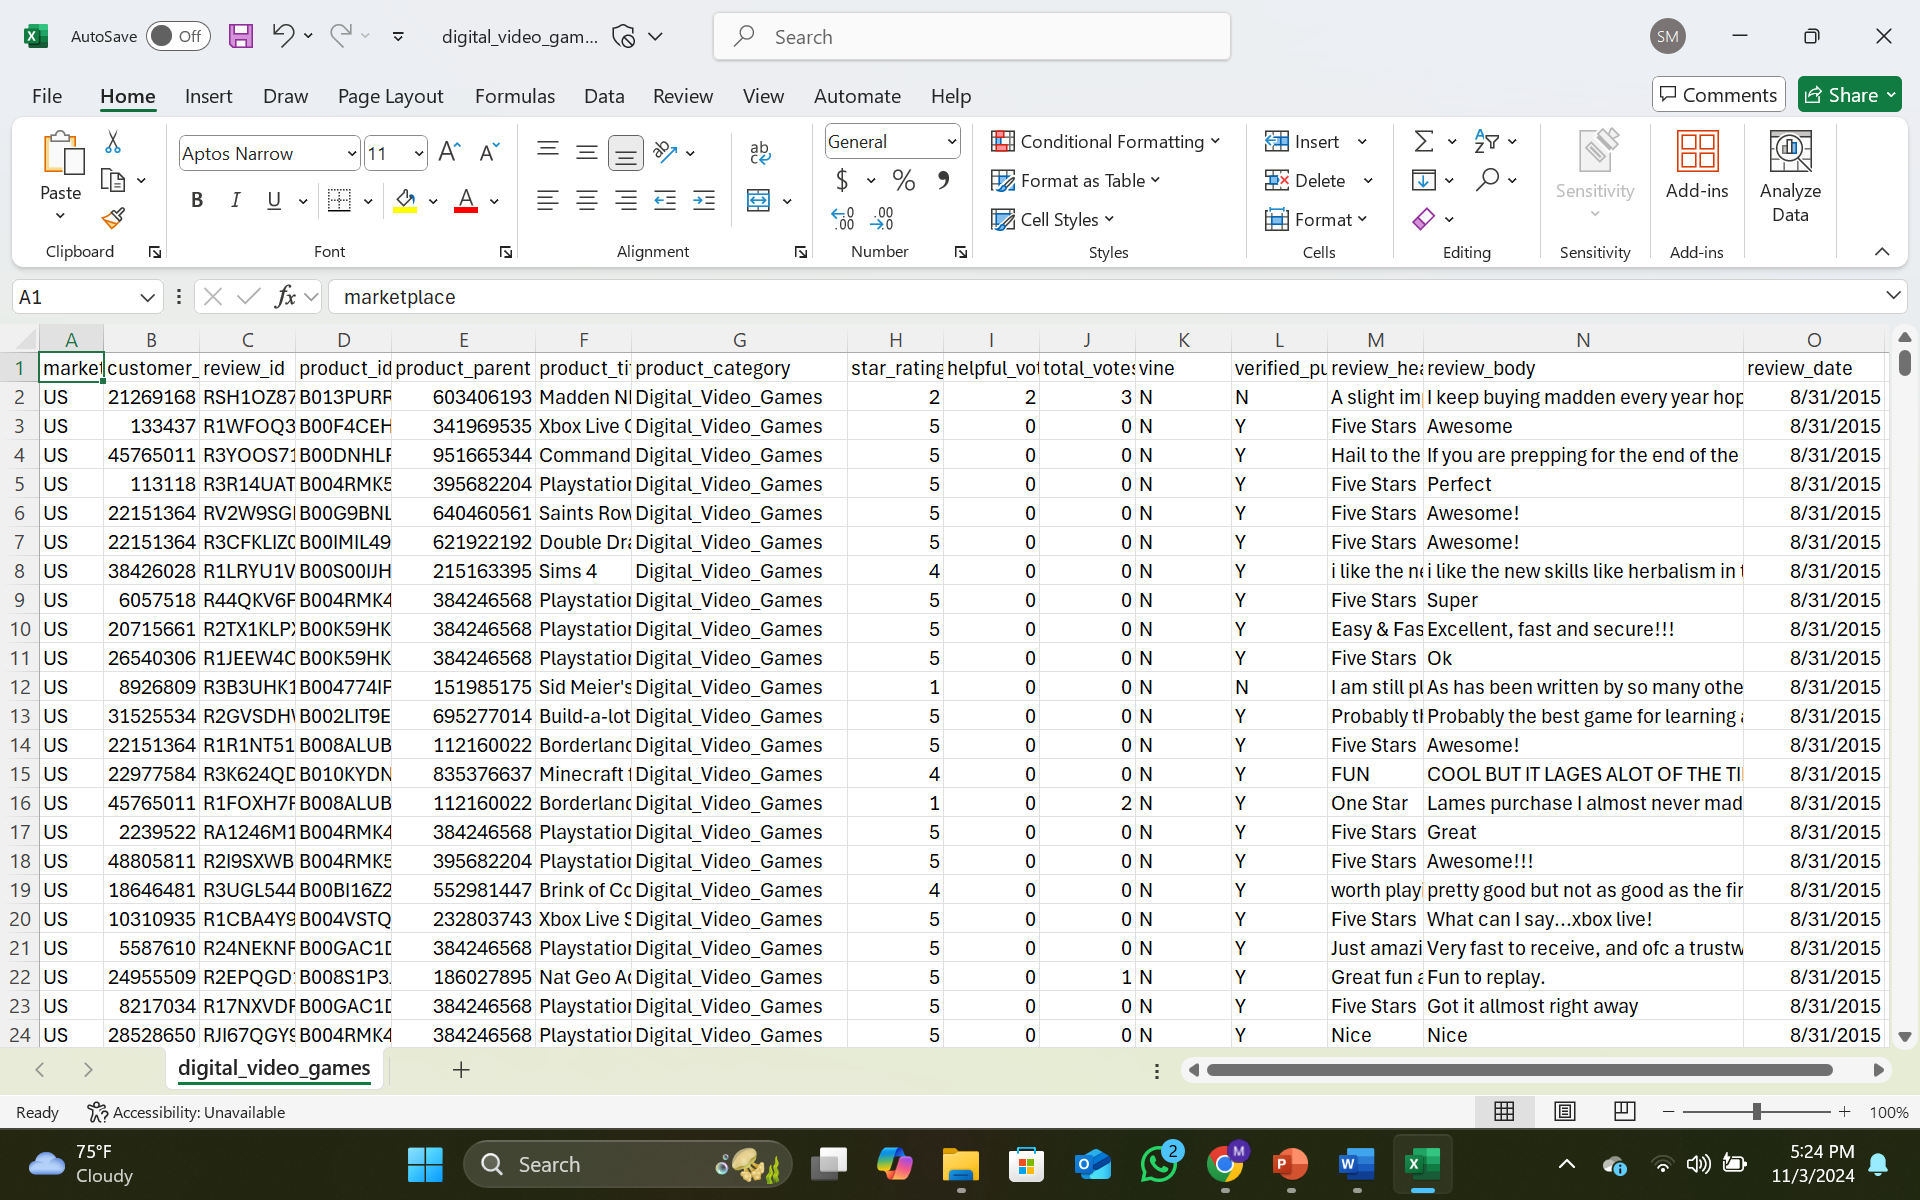 AutoSave Off digital_video_gam... Search SM
File Home Insert Draw Page Layout Formulas Data Review View Automate Help Comments Share
Paste Aptos Narrow 11 General Conditional Formatting Format as Table Cell Styles Insert Delete Format Sensitivity Add-ins Analyze Data
Clipboard Font Alignment Number Styles Cells Editing Sensitivity Add-ins
A1 fx marketplace
A B C D E F G H I J K L M N O
1 market customer_ review_id product_id product_parent product_ti product_category star_rating helpful_vot total_votes vine verified_pu review_hea review_body review_date
2 US 21269168 RSH1OZ87 B013PURR 603406193 Madden N Digital_Video_Games 2 2 3 N N A slight im I keep buying madden every year hop 8/31/2015
3 US 133437 R1WFOQ3 B00F4CEH 341969535 Xbox Live Digital_Video_Games 5 0 0 N Y Five Stars Awesome 8/31/2015
4 US 45765011 R3YOOS71 B00DNHLF 951665344 Command Digital_Video_Games 5 0 0 N Y Hail to the If you are prepping for the end of the 8/31/2015
5 US 113118 R3R14UAT B004RMK5 395682204 Playstation Digital_Video_Games 5 0 0 N Y Five Stars Perfect 8/31/2015
6 US 22151364 RV2W9SG B00G9BNL 640460561 Saints Row Digital_Video_Games 5 0 0 N Y Five Stars Awesome! 8/31/2015
7 US 22151364 R3CFKLIZ0 B00IMIL49 621922192 Double Dra Digital_Video_Games 5 0 0 N Y Five Stars Awesome! 8/31/2015
8 US 38426028 R1LRYU1V B00S00IJH 215163395 Sims 4 Digital_Video_Games 4 0 0 N Y i like the ne i like the new skills like herbalism in t 8/31/2015
9 US 6057518 R44QKV6F B004RMK4 384246568 Playstation Digital_Video_Games 5 0 0 N Y Five Stars Super 8/31/2015
10 US 20715661 R2TX1KLP B00K59HK 384246568 Playstation Digital_Video_Games 5 0 0 N Y Easy & Fas Excellent, fast and secure!!! 8/31/2015
11 US 26540306 R1JEEW4C B00K59HK 384246568 Playstation Digital_Video_Games 5 0 0 N Y Five Stars Ok 8/31/2015
12 US 8926809 R3B3UHK1 B004774IP 151985175 Sid Meier's Digital_Video_Games 1 0 0 N N I am still pl As has been written by so many othe 8/31/2015
13 US 31525534 R2GVSDH B002LIT9E 695277014 Build-a-lot Digital_Video_Games 5 0 0 N Y Probably th Probably the best game for learning a 8/31/2015
14 US 22151364 R1R1NT51 B008ALUB 112160022 Borderland Digital_Video_Games 5 0 0 N Y Five Stars Awesome! 8/31/2015
15 US 22977584 R3K624QD B010KYDN 835376637 Minecraft f Digital_Video_Games 4 0 0 N Y FUN COOL BUT IT LAGES ALOT OF THE TI 8/31/2015
16 US 45765011 R1FOXH7F B008ALUB 112160022 Borderland Digital_Video_Games 1 0 2 N Y One Star Lames purchase I almost never mad 8/31/2015
17 US 2239522 RA1246M1 B004RMK4 384246568 Playstation Digital_Video_Games 5 0 0 N Y Five Stars Great 8/31/2015
18 US 48805811 R2I9SXWB B004RMK5 395682204 Playstation Digital_Video_Games 5 0 0 N Y Five Stars Awesome!!! 8/31/2015
19 US 18646481 R3UGL544 B00BI16Z2 552981447 Brink of Co Digital_Video_Games 4 0 0 N Y worth playi pretty good but not as good as the fir 8/31/2015
20 US 10310935 R1CBA4Y9 B004VSTQ 232803743 Xbox Live S Digital_Video_Games 5 0 0 N Y Five Stars What can I say...xbox live! 8/31/2015
21 US 5587610 R24NEKNF B00GAC1D 384246568 Playstation Digital_Video_Games 5 0 0 N Y Just amazi Very fast to receive, and ofc a trustw 8/31/2015
22 US 24955509 R2EPQGD B008S1P3 186027895 Nat Geo Ad Digital_Video_Games 5 0 1 N Y Great fun a Fun to replay. 8/31/2015
23 US 8217034 R17NXVDF B00GAC1D 384246568 Playstation Digital_Video_Games 5 0 0 N Y Five Stars Got it allmost right away 8/31/2015
24 US 28528650 RJI67QGY9 B004RMK4 384246568 Playstation Digital_Video_Games 5 0 0 N Y Nice Nice 8/31/2015
digital_video_games
Ready Accessibility: Unavailable 100%
75°F
Cloudy
Search
2 M
5:24 PM
11/3/2024